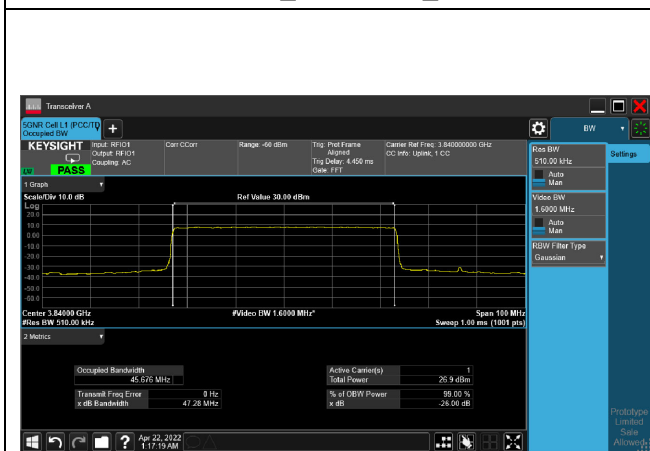 Transceiver A
5GNR Cell L1 (PCC/TD
Occupied BW
+
BW
KEYSIGHT
Input: RFIO1
Output: RFIO1
Coupling: AC
Corr CCorr
Range: -60 dBm
Trig: Prot Frame
Aligned
Trig Delay: 4.450 ms
Gate: FFT
Carrier Ref Freq: 3.840000000 GHz
CC Info: Uplink, 1 CC
PASS
1 Graph
Scale/Div 10.0 dB
Ref Value 30.00 dBm
Log
20.0
10.0
0.00
-10.0
-20.0
-30.0
-40.0
-50.0
-60.0
Center 3.84000 GHz
#Video BW 1.6000 MHz*
Span 100 MHz
#Res BW 510.00 kHz
Sweep 1.00 ms (1001 pts)
2 Metrics
Occupied Bandwidth
45.676 MHz
Active Carrier(s) 1
Total Power 26.9 dBm
Transmit Freq Error 0 Hz
x dB Bandwidth 47.28 MHz
% of OBW Power 99.00 %
x dB -26.00 dB
Res BW
510.00 kHz
Auto
Man
Video BW
1.6000 MHz
Auto
Man
RBW Filter Type
Gaussian
Settings
Prototype
Limited
Sale
Allowed
?
Apr 22, 2022
1:17:19 AM